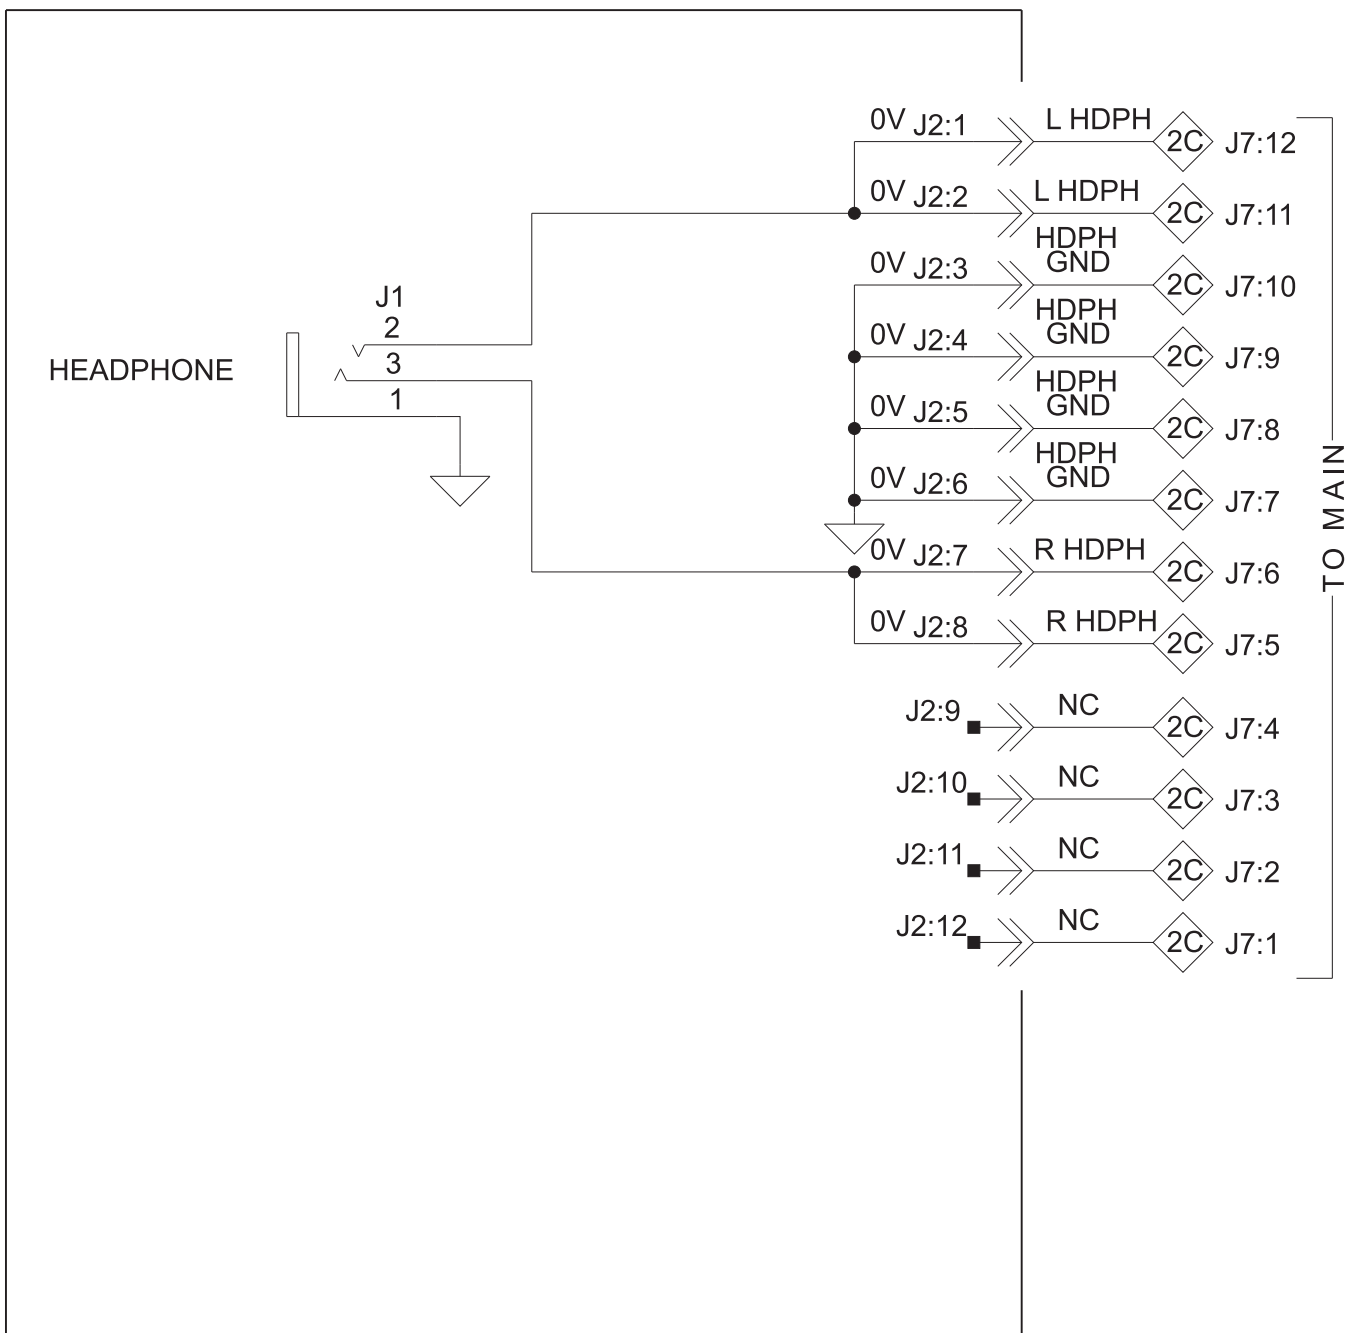 0V J2:1 L HDPH 2C J7:12
0V J2:2 L HDPH 2C J7:11
HDPH
0V J2:3 GND 2C J7:10
HDPH
0V J2:4 GND 2C J7:9
HDPH
0V J2:5 GND 2C J7:8
HDPH
0V J2:6 GND 2C J7:7
0V J2:7 R HDPH 2C J7:6
0V J2:8 R HDPH 2C J7:5
J2:9 NC 2C J7:4
J2:10 NC 2C J7:3
J2:11 NC 2C J7:2
J2:12 NC 2C J7:1
J1
2
HEADPHONE 3
1
TO MAIN